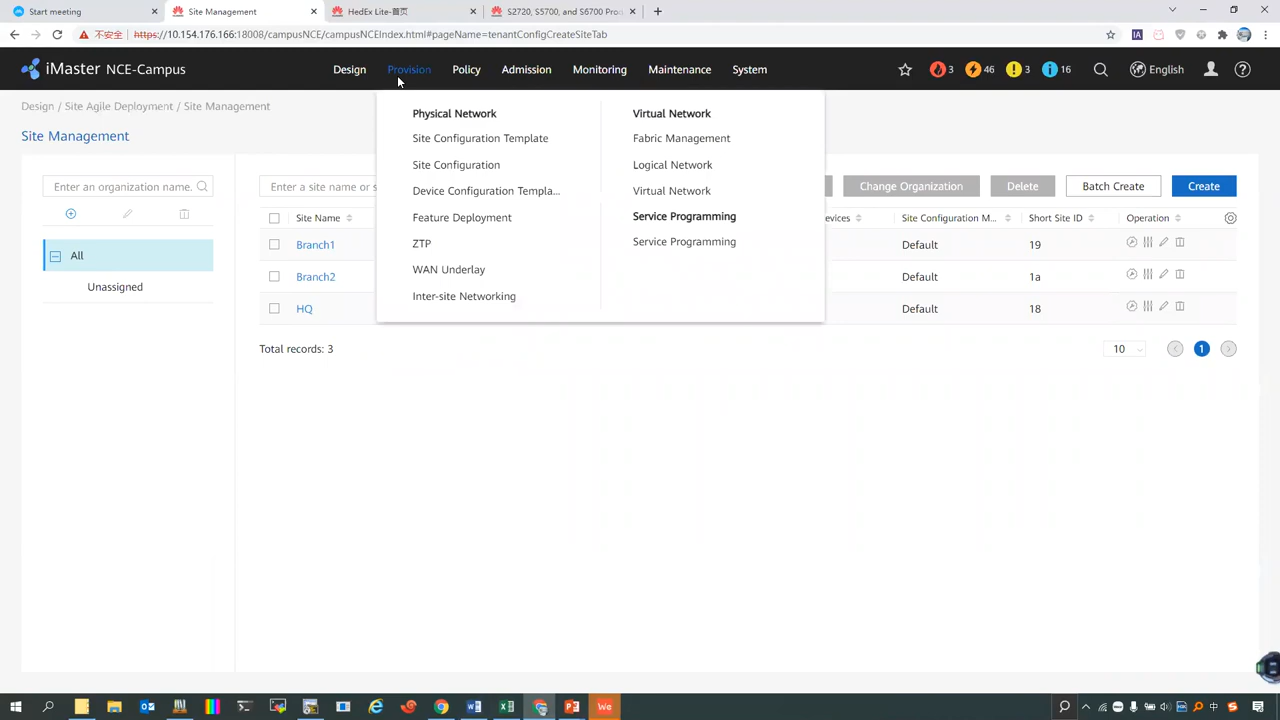 Start meeting
Site Management
HedEx Lite-首页
S2720, S5700, and S6700 Pro
不安全
https://10.154.176.166:18008/campusNCE/campusNCEIndex.html#pageName=tenantConfigCreateSiteTab
iMaster NCE-Campus
Design
Provision
Policy
Admission
Monitoring
Maintenance
System
3
46
3
16
English
Design / Site Agile Deployment / Site Management
Site Management
Physical Network
Site Configuration Template
Site Configuration
Device Configuration Templa...
Feature Deployment
ZTP
WAN Underlay
Inter-site Networking
Virtual Network
Fabric Management
Logical Network
Virtual Network
Service Programming
Service Programming
Enter an organization name.
All
Unassigned
Enter a site name or s
Change Organization
Delete
Batch Create
Create
Site Name
evices
Site Configuration M...
Short Site ID
Operation
Branch1
Default
19
Branch2
Default
1a
HQ
Default
18
Total records: 3
10
1
We
中